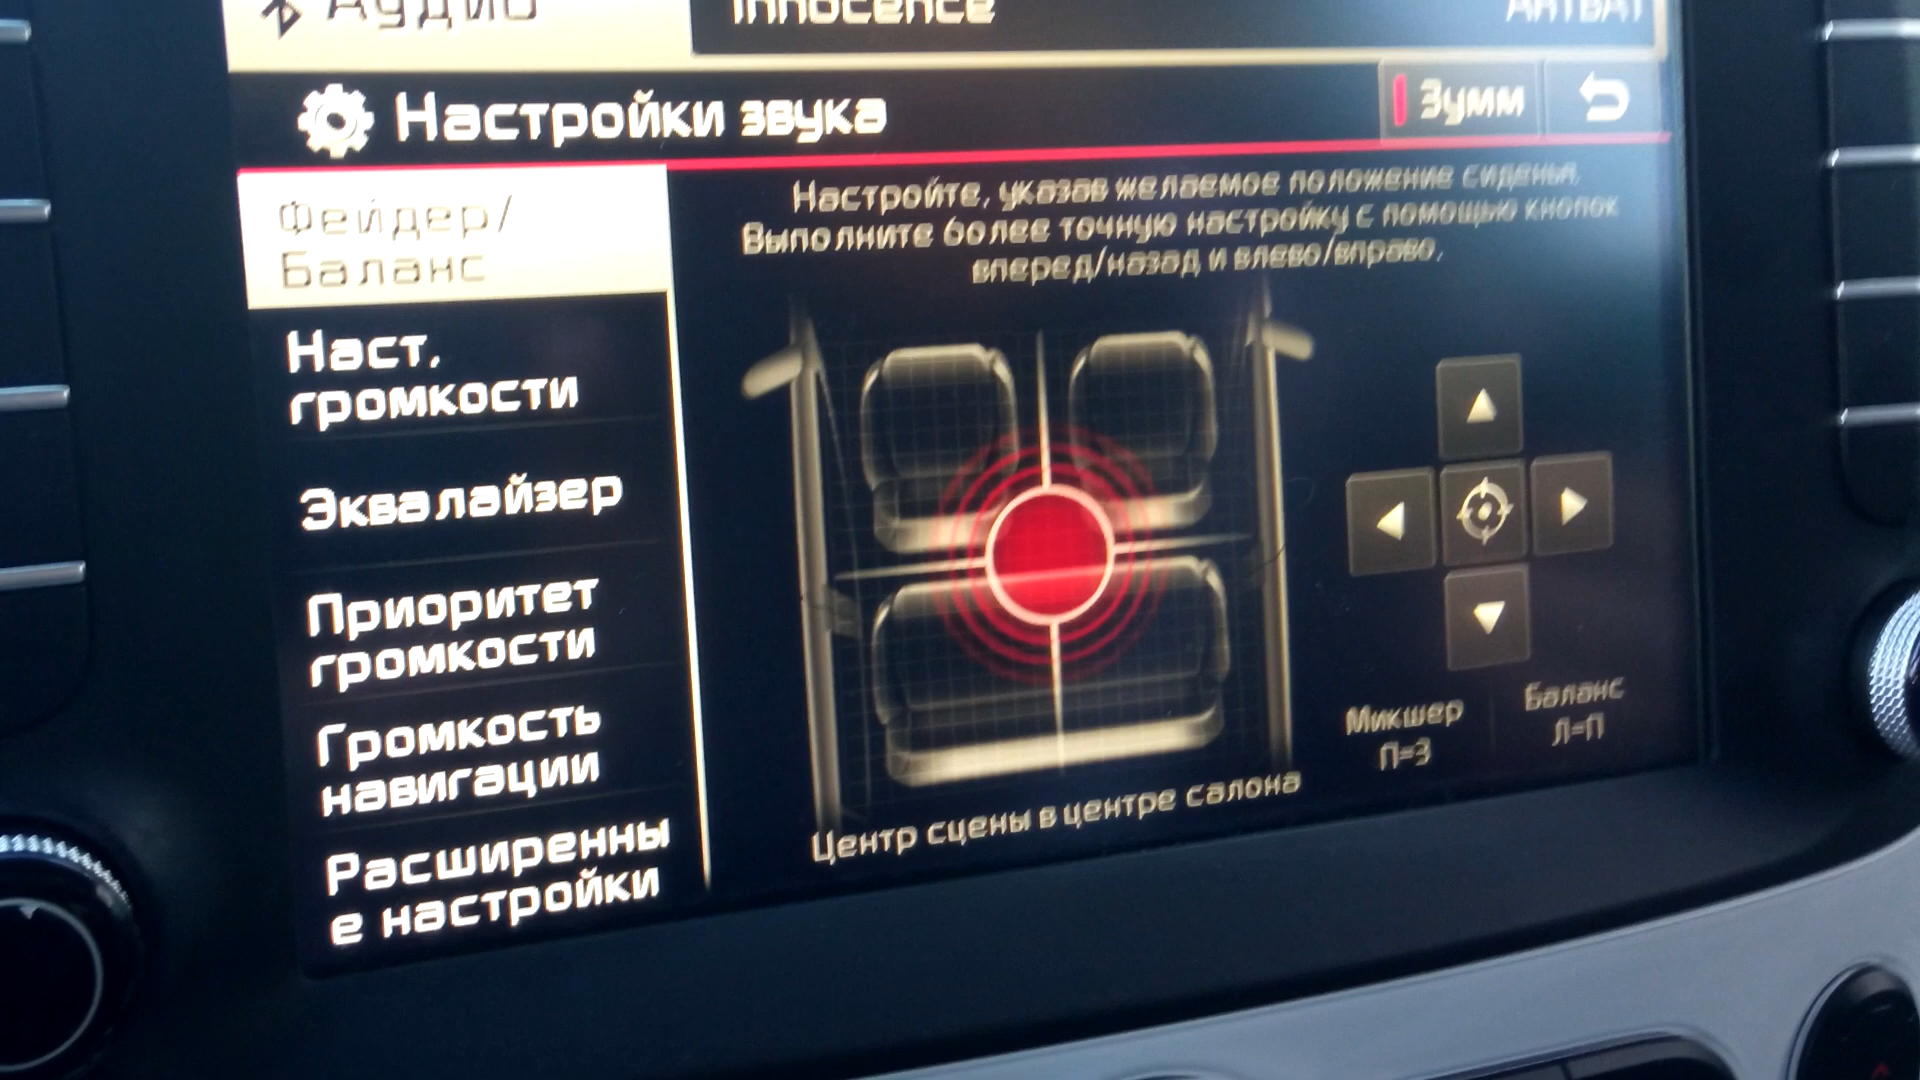 Аудио
Innocence
Настройки звука
Зумм
Фейдер/
Баланс
Настройте, указав желаемое положение сиденья.
Выполните более точную настройку с помощью кнопок
вперед/назад и влево/вправо.
Наст.
громкости
Эквалайзер
Приоритет
громкости
Громкость
навигации
Расширенны
е настройки
Микшер
П=З
Баланс
Л=П
Центр сцены в центре салона